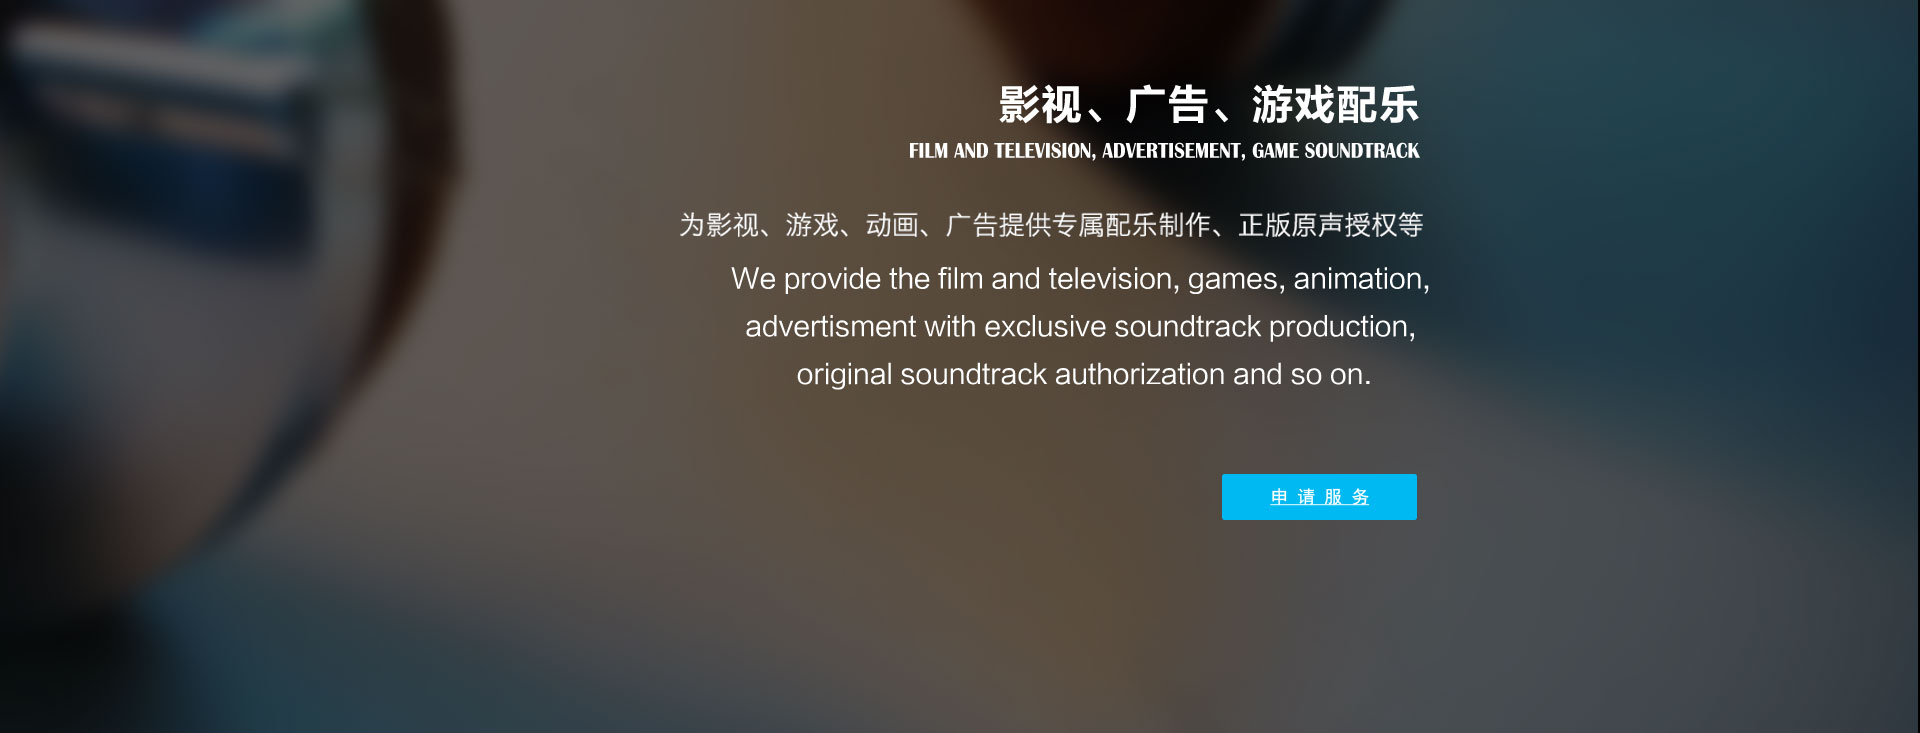 影视、广告、游戏配乐
FILM AND TELEVISION, ADVERTISEMENT, GAME SOUNDTRACK
为影视、游戏、动画、广告提供专属配乐制作、正版原声授权等
We provide the film and television, games, animation,
advertisment with exclusive soundtrack production,
original soundtrack authorization and so on.
申请服务